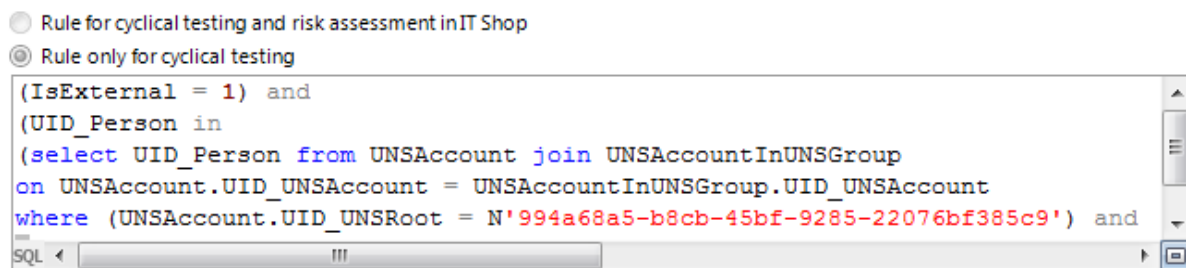 Rule for cyclical testing and risk assessment in IT Shop
Rule only for cyclical testing
(IsExternal = 1) and
(UID_Person in
(select UID_Person from UNSAccount join UNSAccountInUNSGroup
on UNSAccount.UID_UNSAccount = UNSAccountInUNSGroup.UID_UNSAccount
where (UNSAccount.UID_UNSRoot = N'994a68a5-b8cb-45bf-9285-22076bf385c9') and
SQL